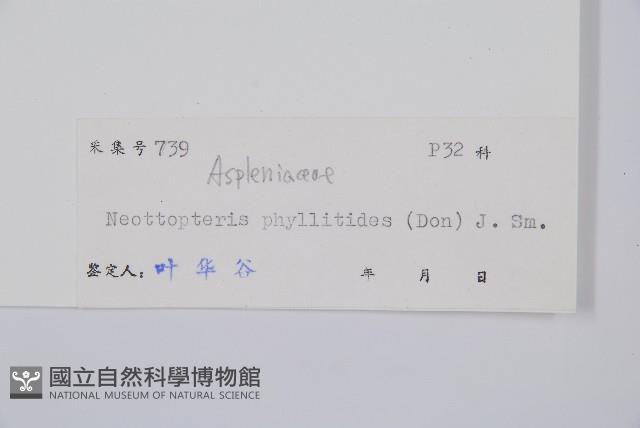 采集号 739 P32 科
Aspleniaceae
Neottopteris phyllitides (Don) J. Sm.
鉴定人: 叶华谷 年 月 日
國立自然科學博物館
NATIONAL MUSEUM OF NATURAL SCIENCE